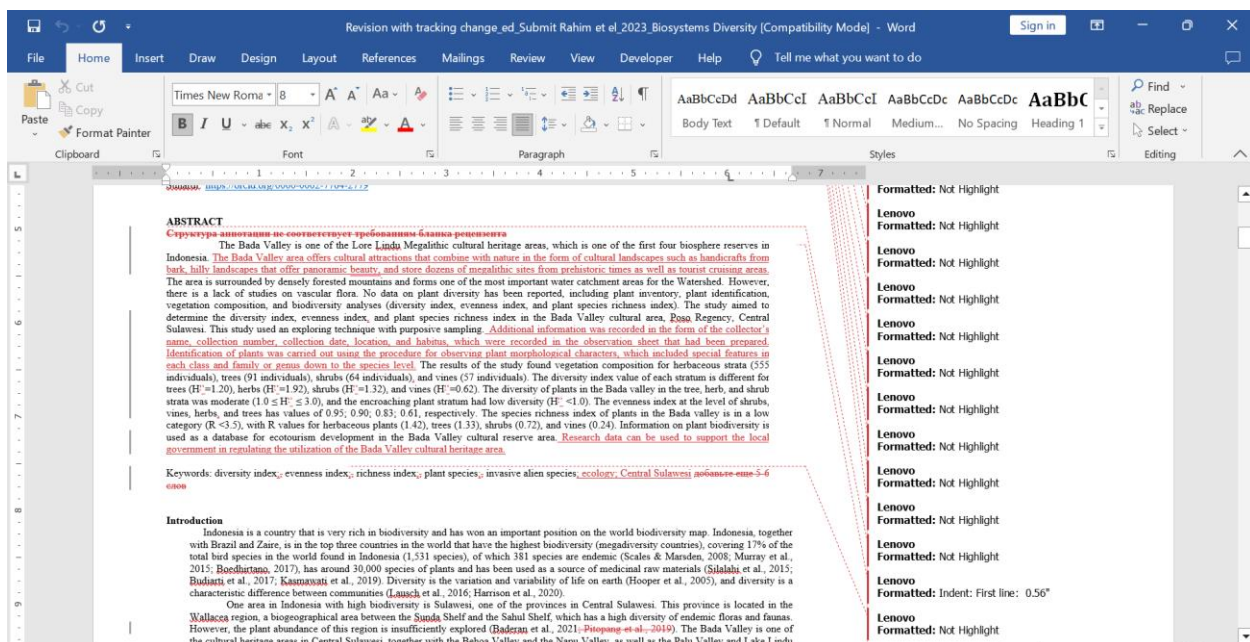 Revision with tracking change_ed_Submit Rahim et el_2023_Biosystems Diversity [Compatibility Mode] - Word
Sign in
File Home Insert Draw Design Layout References Mailings Review View Developer Help Tell me what you want to do
Paste
Cut
Copy
Format Painter
Times New Roma 8
Body Text ¶ Default ¶ Normal Medium... No Spacing Heading 1
Find
Replace
Select
Clipboard Font Paragraph Styles Editing
ABSTRACT
Структура аннотации не соответствует требованиям бланка рецензента
The Bada Valley is one of the Lore Lindu Megalithic cultural heritage areas, which is one of the first four biosphere reserves in
Indonesia. The Bada Valley area offers cultural attractions that combine with nature in the form of cultural landscapes such as handicrafts from
bark, hilly landscapes that offer panoramic beauty, and store dozens of megalithic sites from prehistoric times as well as tourist cruising areas.
The area is surrounded by densely forested mountains and forms one of the most important water catchment areas for the Watershed. However,
there is a lack of studies on vascular flora. No data on plant diversity has been reported, including plant inventory, plant identification,
vegetation composition, and biodiversity analyses (diversity index, evenness index, and plant species richness index). The study aimed to
determine the diversity index, evenness index, and plant species richness index in the Bada Valley cultural area, Poso Regency, Central
Sulawesi. This study used an exploring technique with purposive sampling. Additional information was recorded in the form of the collector's
name, collection number, collection date, location, and habitus, which were recorded in the observation sheet that had been prepared.
Identification of plants was carried out using the procedure for observing plant morphological characters, which included special features in
each class and family or genus down to the species level. The results of the study found vegetation composition for herbaceous strata (555
individuals), trees (91 individuals), shrubs (64 individuals), and vines (57 individuals). The diversity index value of each stratum is different for
trees (H'=1.20), herbs (H'=1.92), shrubs (H'=1.32), and vines (H'=0.62). The diversity of plants in the Bada valley in the tree, herb, and shrub
strata was moderate (1.0 ≤ H' ≤ 3.0), and the encroaching plant stratum had low diversity (H' <1.0). The evenness index at the level of shrubs,
vines, herbs, and trees has values of 0.95; 0.90; 0.83; 0.61, respectively. The species richness index of plants in the Bada valley is in a low
category (R <3.5), with R values for herbaceous plants (1.42), trees (1.33), shrubs (0.72), and vines (0.24). Information on plant biodiversity is
used as a database for ecotourism development in the Bada Valley cultural reserve area. Research data can be used to support the local
government in regulating the utilization of the Bada Valley cultural heritage area.
Keywords: diversity index; evenness index; richness index; plant species; invasive alien species; ecology; Central Sulawesi добавьте еще 5-6
слов
Introduction
Indonesia is a country that is very rich in biodiversity and has won an important position on the world biodiversity map. Indonesia, together
with Brazil and Zaire, is in the top three countries in the world that have the highest biodiversity (megadiversity countries), covering 17% of the
total bird species in the world found in Indonesia (1,531 species), of which 381 species are endemic (Scales & Marsden, 2008; Murray et al.,
2015; Boedhirtano, 2017), has around 30,000 species of plants and has been used as a source of medicinal raw materials (Silalahi et al., 2015;
Budiarti et al., 2017; Kasmawati et al., 2019). Diversity is the variation and variability of life on earth (Hooper et al., 2005), and diversity is a
characteristic difference between communities (Lausch et al., 2016; Harrison et al., 2020).
One area in Indonesia with high biodiversity is Sulawesi, one of the provinces in Central Sulawesi. This province is located in the
Wallacea region, a biogeographical area between the Sunda Shelf and the Sahul Shelf, which has a high diversity of endemic floras and faunas.
However, the plant abundance of this region is insufficiently explored (Baderan et al., 2021; Pitopang et al., 2019). The Bada Valley is one of
the cultural heritage areas in Central Sulawesi, together with the Behoa Valley and the Napu Valley, as well as the Palu Valley and Lake Lindu
Formatted: Not Highlight
Lenovo
Formatted: Not Highlight
Lenovo
Formatted: Not Highlight
Lenovo
Formatted: Not Highlight
Lenovo
Formatted: Not Highlight
Lenovo
Formatted: Not Highlight
Lenovo
Formatted: Not Highlight
Lenovo
Formatted: Not Highlight
Lenovo
Formatted: Not Highlight
Lenovo
Formatted: Not Highlight
Lenovo
Formatted: Not Highlight
Lenovo
Formatted: Indent: First line: 0.56"
Lenovo
Formatted: Not Highlight